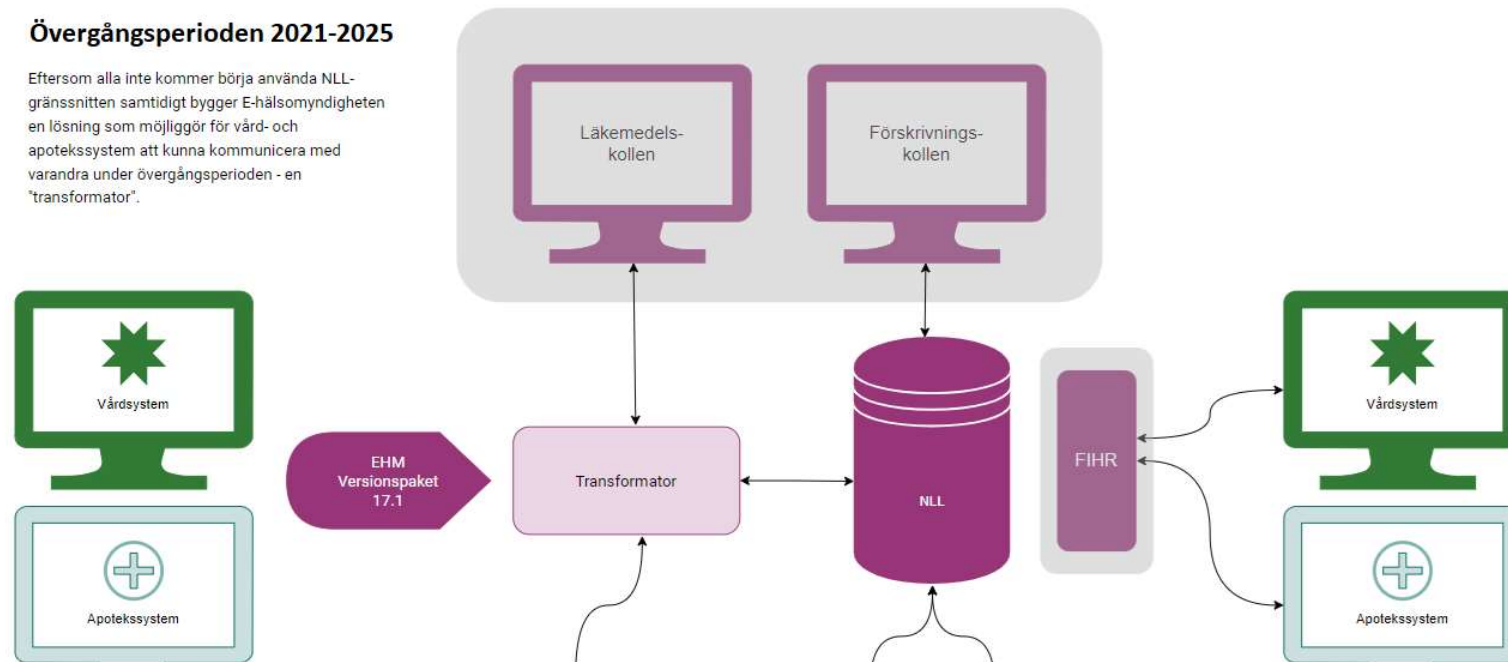 Övergångsperioden 2021-2025
Eftersom alla inte kommer börja använda NLL-
gränssnitten samtidigt bygger E-hälsomyndigheten
en lösning som möjliggör för vård- och
apotekssystem att kunna kommunicera med
varandra under övergångsperioden - en
"transformator".
Läkemedels-
kollen
Förskrivnings-
kollen
Vårdsystem
Apotekssystem
EHM
Versionspaket
17.1
Transformator
NLL
FIHR
Vårdsystem
Apotekssystem